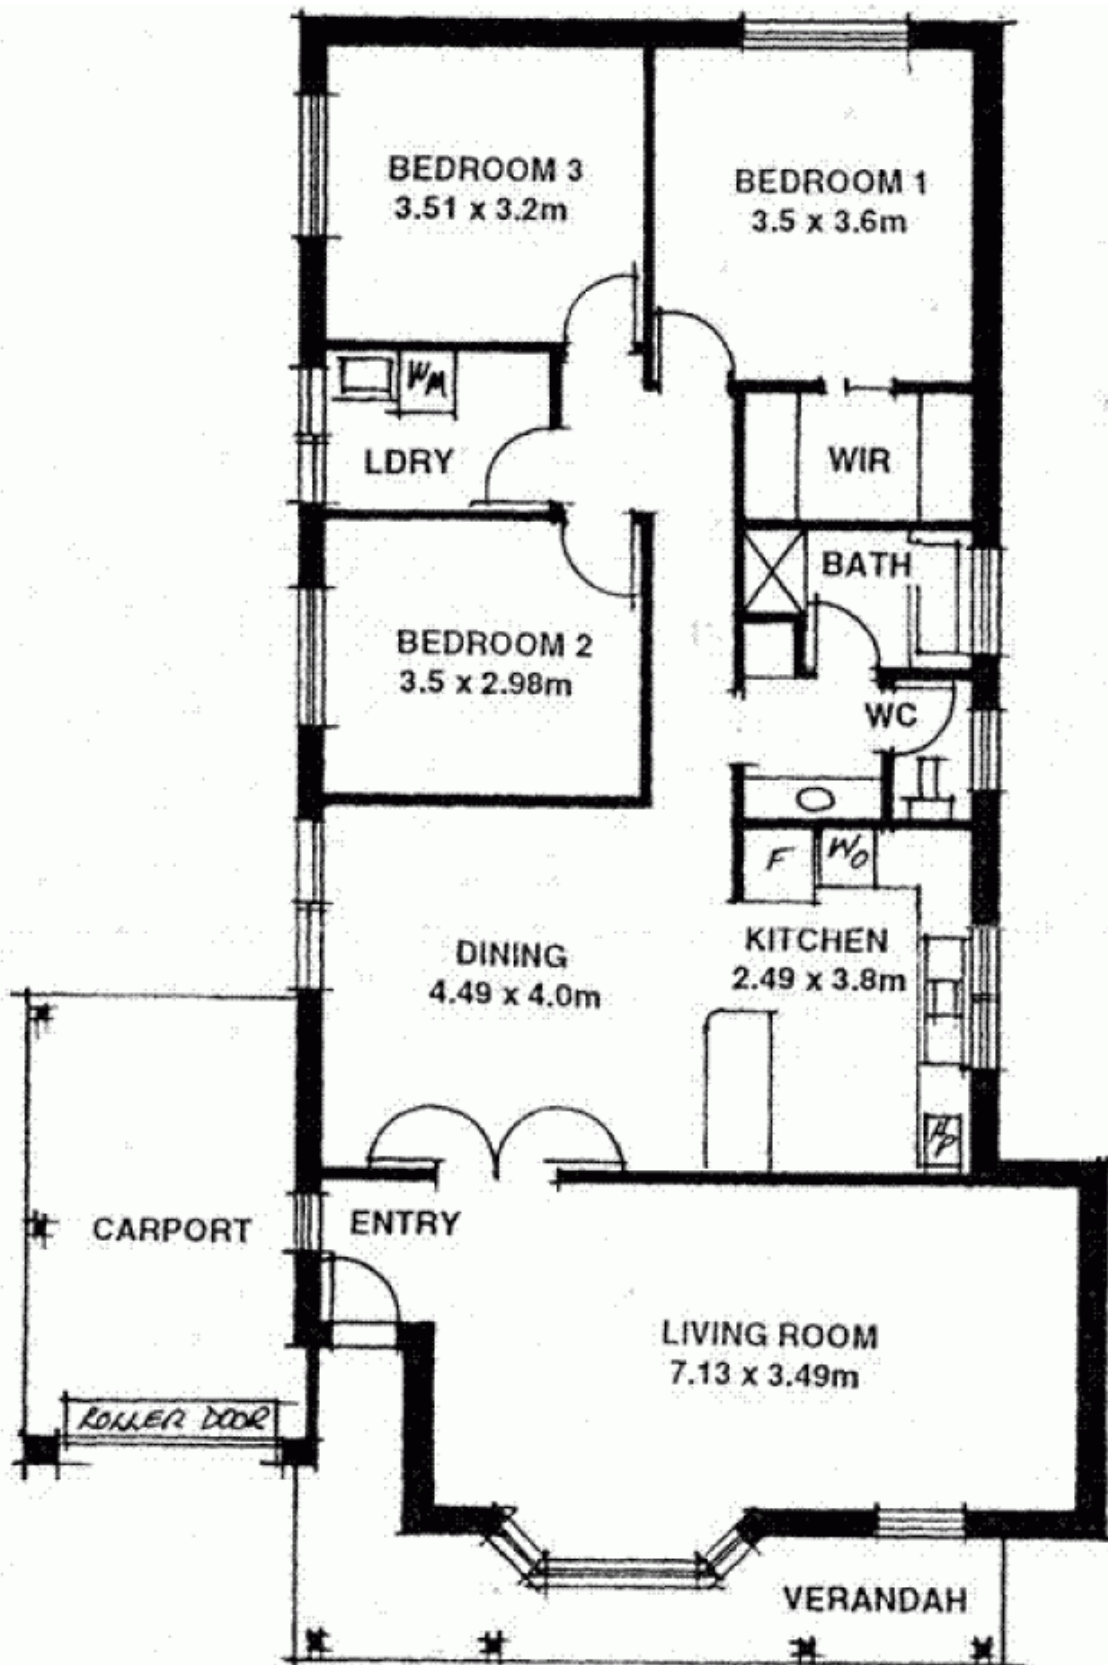 BEDROOM 3
3.51 x 3.2m
BEDROOM 1
3.5 x 3.6m
WM
LDRY
WIR
BATH
BEDROOM 2
3.5 x 2.98m
WC
F
WO
DINING
4.49 x 4.0m
KITCHEN
2.49 x 3.8m
HP
CARPORT
ENTRY
LIVING ROOM
7.13 x 3.49m
ROLLER DOOR
VERANDAH